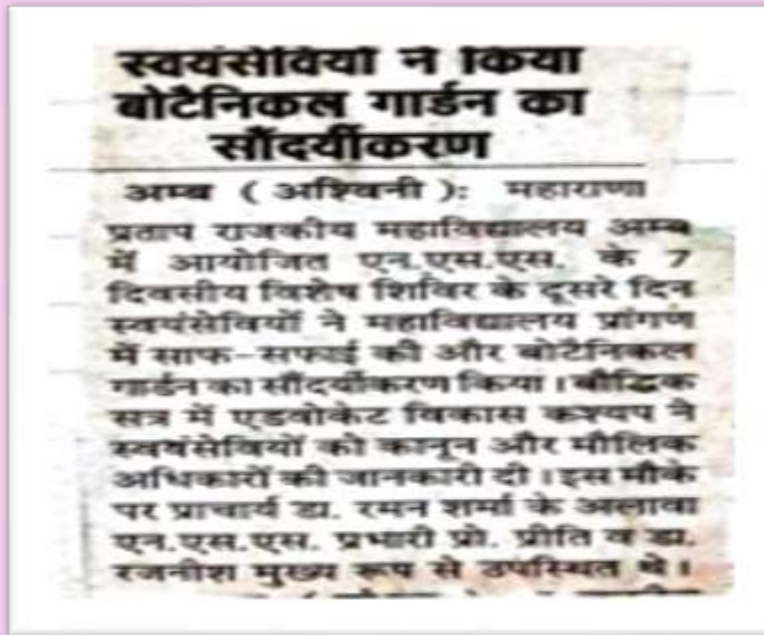 स्वयंसेवियों ने किया
बोटैनिकल गार्डन का
सौंदर्यीकरण
अम्ब ( अश्विनी ): महाराणा
प्रताप राजकीय महाविद्यालय अम्ब
में आयोजित एन.एस.एस. के 7
दिवसीय विशेष शिविर के दूसरे दिन
स्वयंसेवियों ने महाविद्यालय प्रांगण
में साफ-सफाई की और बोटैनिकल
गार्डन का सौंदर्यीकरण किया। बौद्धिक
सत्र में एडवोकेट विकास कश्यप ने
स्वयंसेवियों को कानून और मौलिक
अधिकारों की जानकारी दी। इस मौके
पर प्राचार्य डा. रमन शर्मा के अलावा
एन.एस.एस. प्रभारी प्रो. प्रीति व डा.
रजनीश मुख्य रूप से उपस्थित थे।